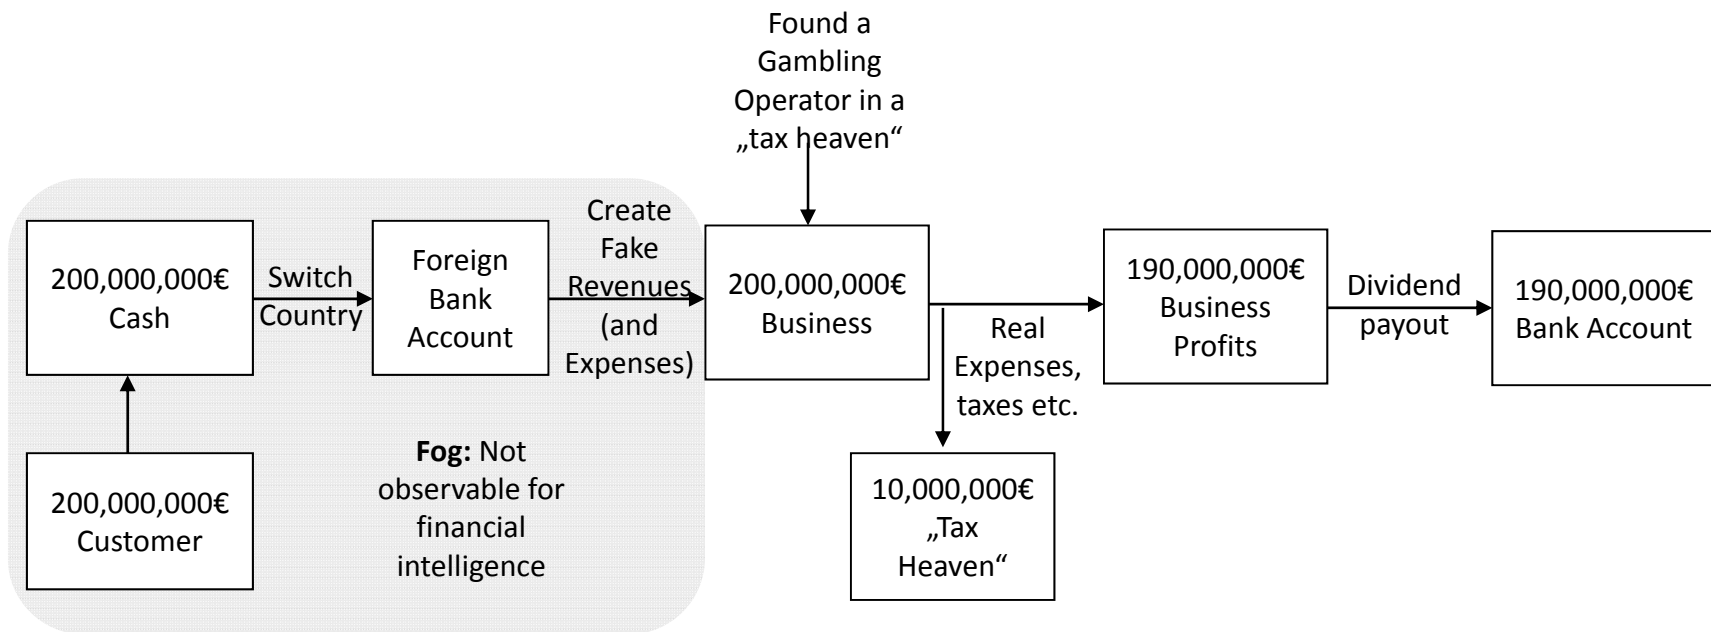 Found a
Gambling
Operator in a
„tax heaven“
200,000,000€
Cash
Switch
Country
Foreign
Bank
Account
Create
Fake
Revenues
(and
Expenses)
200,000,000€
Business
Real
Expenses,
taxes etc.
190,000,000€
Business
Profits
Dividend
payout
190,000,000€
Bank Account
200,000,000€
Customer
Fog: Not
observable for
financial
intelligence
10,000,000€
„Tax
Heaven“